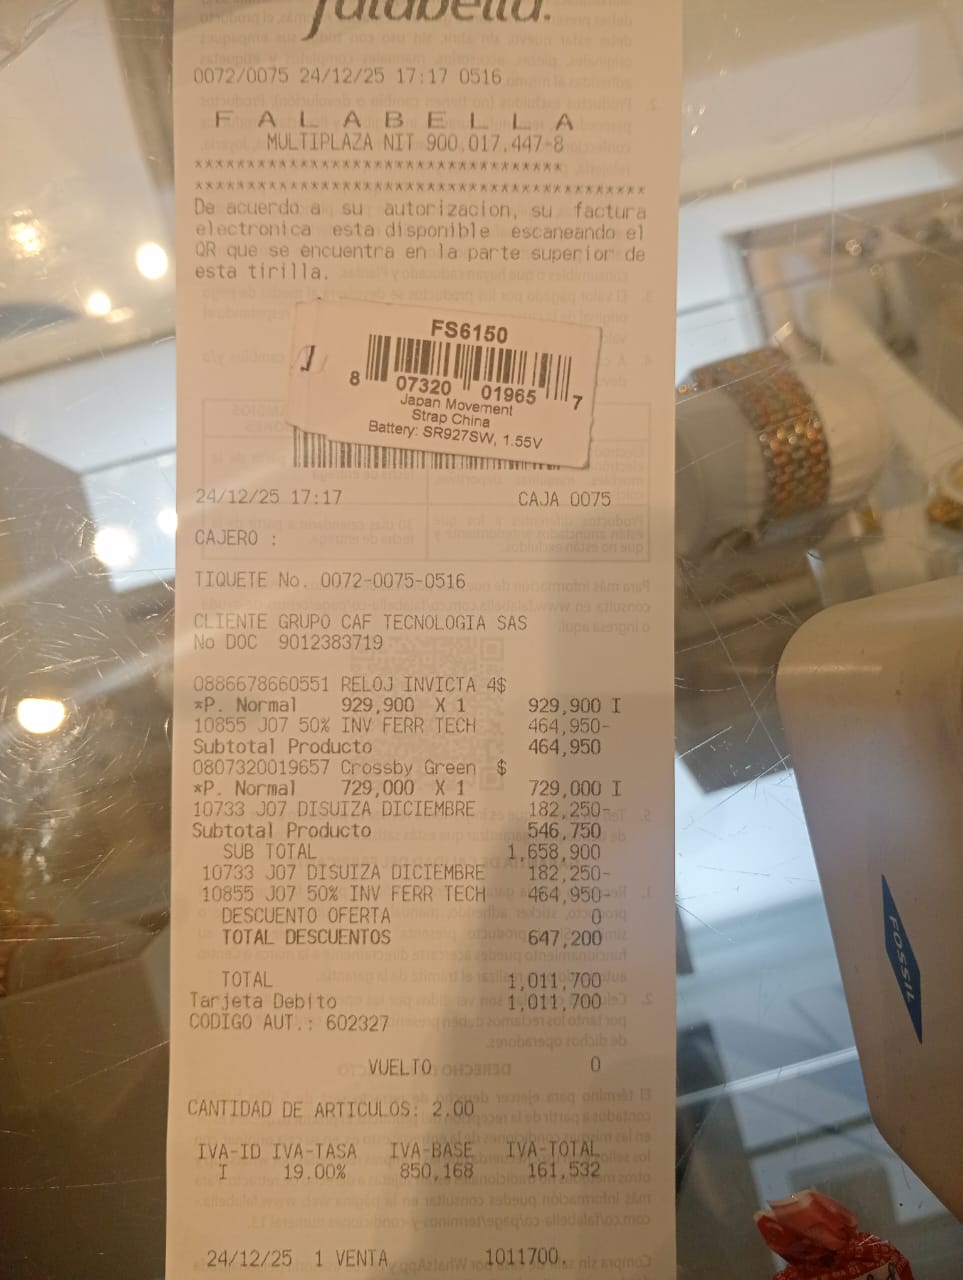 falabella.
0072/0075 24/12/25 17:17 0516
F A L A B E L L A
MULTIPLAZA NIT 900.017.447-8
***********************************
*******************************************
De acuerdo a su autorizacion, su factura
electronica esta disponible escaneando el
QR que se encuentra en la parte superior de
esta tirilla.
FS6150
8 07320 01965 7
Japan Movement
Strap China
Battery: SR927SW, 1.55V
24/12/25 17:17 CAJA 0075
CAJERO :
TIQUETE No. 0072-0075-0516
CLIENTE GRUPO CAF TECNOLOGIA SAS
No DOC 9012383719
0886678660551 RELOJ INVICTA 4$
*P. Normal 929,900 X 1 929,900 I
10855 J07 50% INV FERR TECH 464,950-
Subtotal Producto 464,950
0807320019657 Crossby Green $
*P. Normal 729,000 X 1 729,000 I
10733 J07 DISUIZA DICIEMBRE 182,250-
Subtotal Producto 546,750
SUB TOTAL 1,658,900
10733 J07 DISUIZA DICIEMBRE 182,250-
10855 J07 50% INV FERR TECH 464,950-
DESCUENTO OFERTA 0
TOTAL DESCUENTOS 647,200
TOTAL 1,011,700
Tarjeta Debito 1,011,700
CODIGO AUT.: 602327
VUELTO 0
CANTIDAD DE ARTICULOS: 2.00
IVA-ID IVA-TASA IVA-BASE IVA-TOTAL
I 19.00% 850,168 161,532
24/12/25 1 VENTA 1011700.
FOSSIL